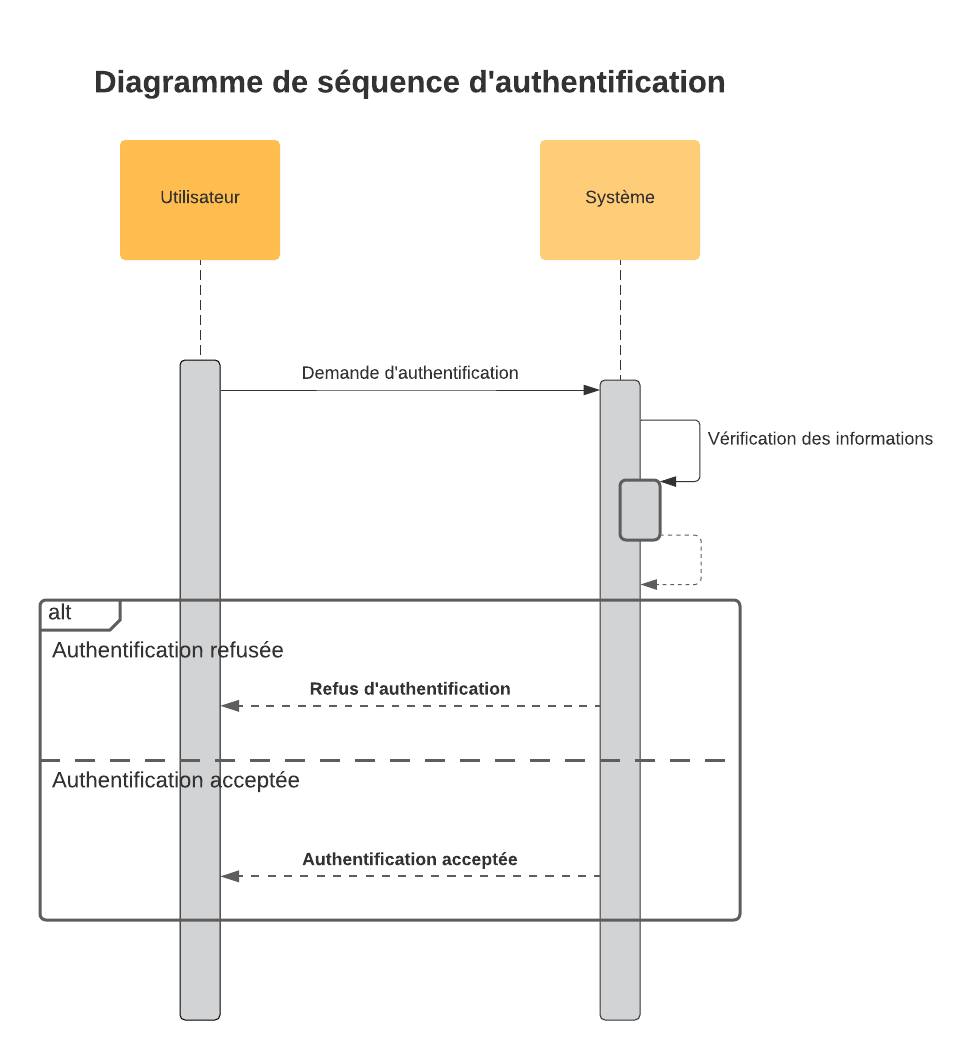 Diagramme de séquence d'authentification
Utilisateur
Système
Demande d'authentification
Vérification des informations
alt
Authentification refusée
Refus d'authentification
Authentification acceptée
Authentification acceptée